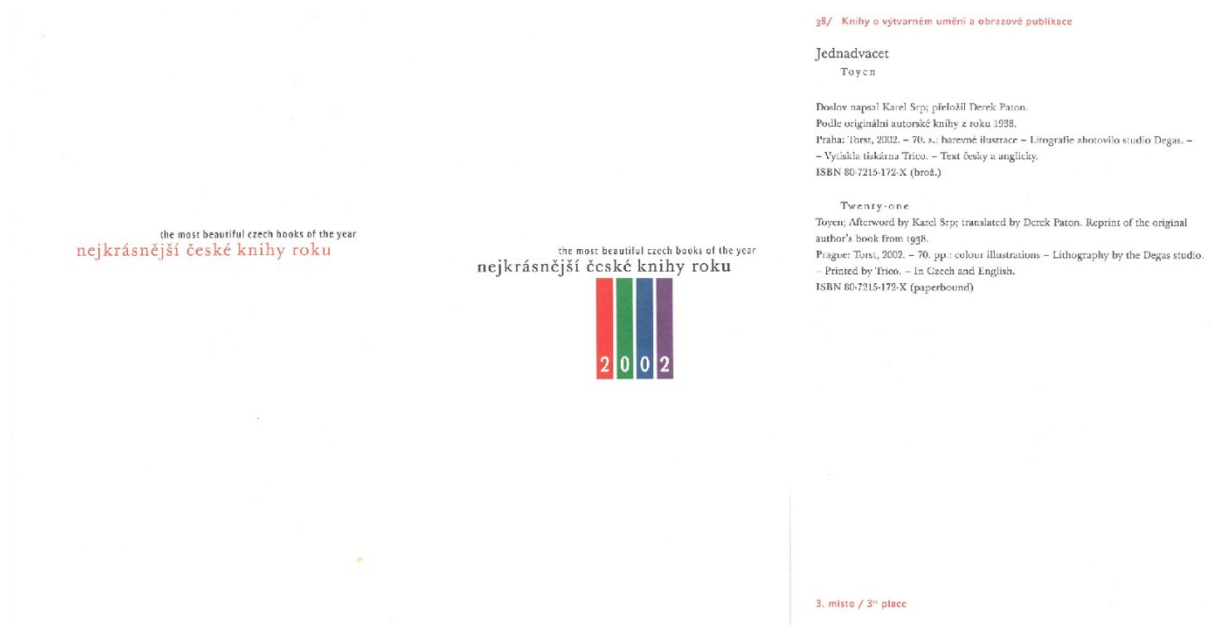 the most beautiful czech books of the year
nejkrásnější české knihy roku
the most beautiful czech books of the year
nejkrásnější české knihy roku
2002
38/ Knihy o výtvarném umění a obrazové publikace
Jednadvacet
Toyen
Doslov napsal Karel Srp; přeložil Derek Paton.
Podle originální autorské knihy z roku 1938.
Praha: Torst, 2002. – 70. s.: barevné ilustrace – Litografie zhotovilo studio Degas. –
– Vytiskla tiskárna Trico. – Text česky a anglicky.
ISBN 80-7215-172-X (brož.)
Twenty-one
Toyen; Afterword by Karel Srp; translated by Derek Paton. Reprint of the original
author's book from 1938.
Prague: Torst, 2002. – 70. pp.: colour illustrations – Lithography by the Degas studio.
– Printed by Trico. – In Czech and English.
ISBN 80-7215-172-X (paperbound)
3. místo / 3rd place